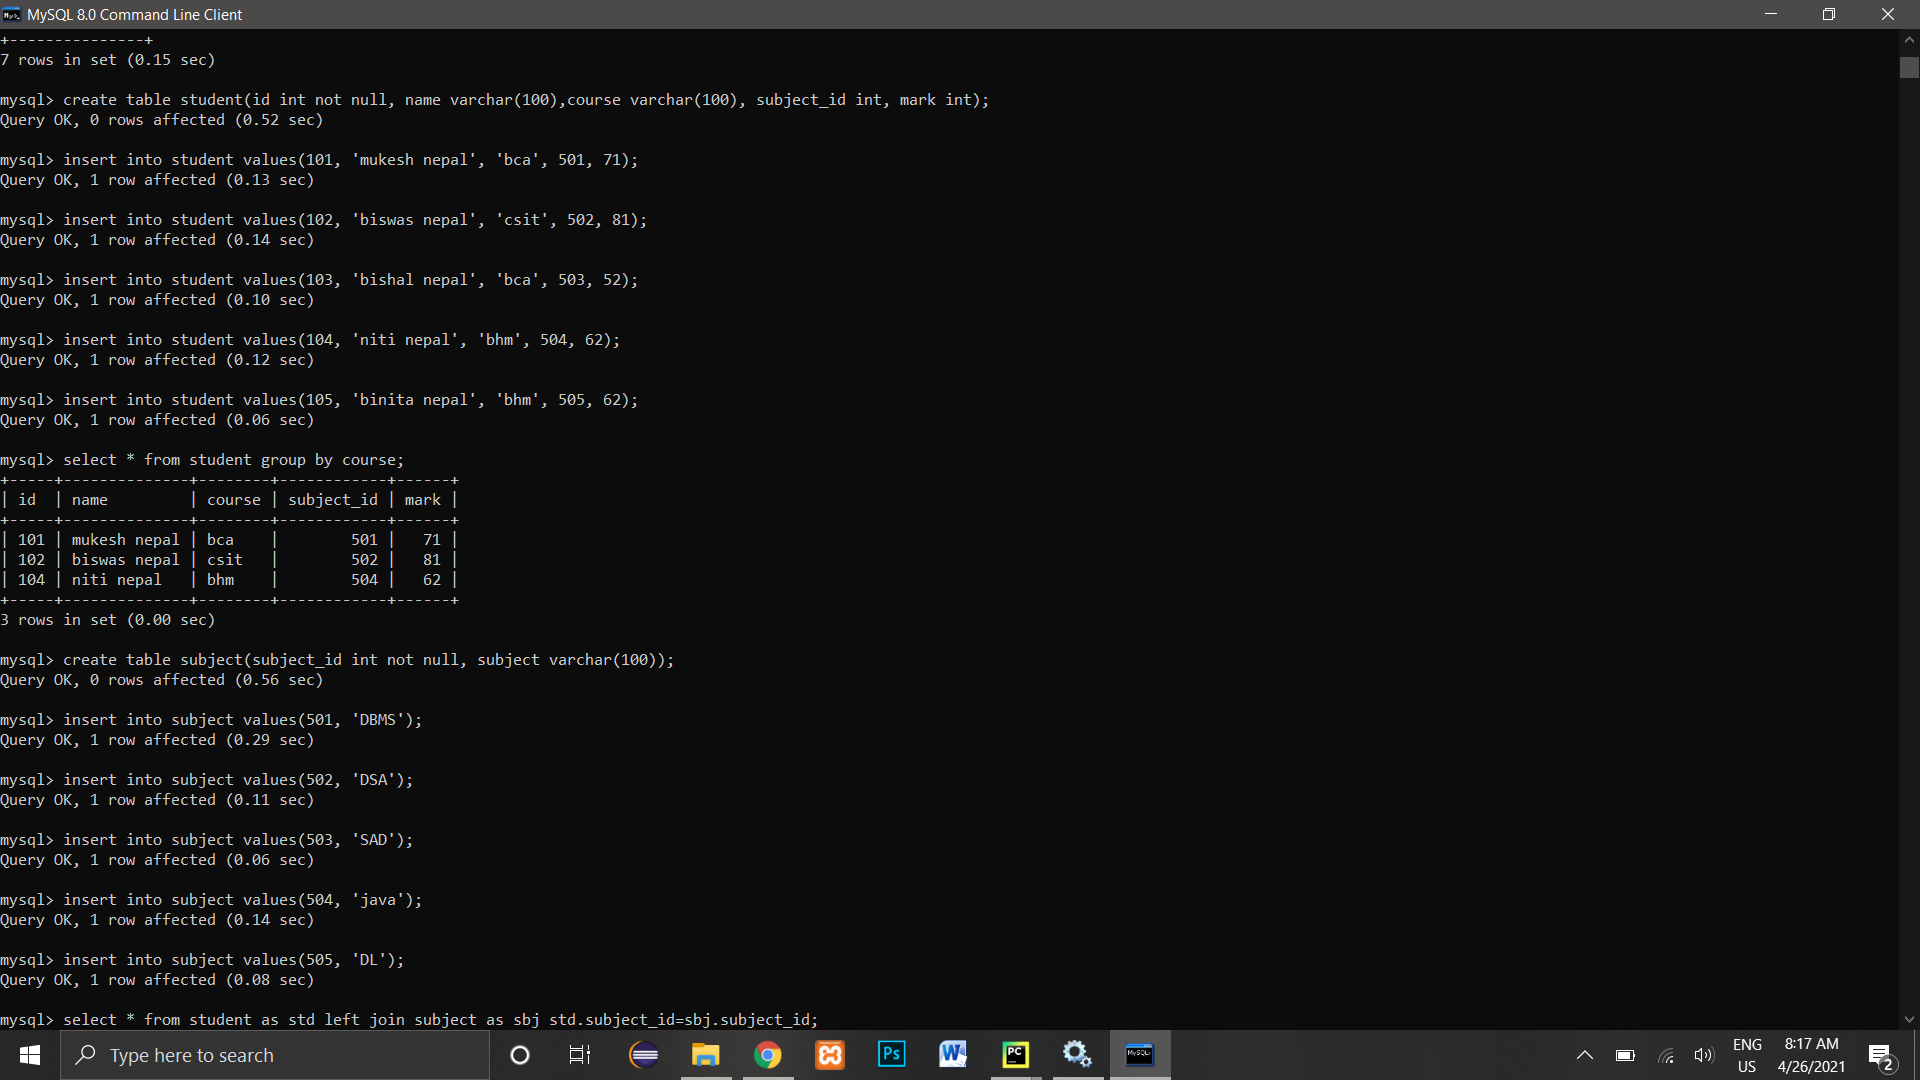 MySQL 8.0 Command Line Client
+---------------+
7 rows in set (0.15 sec)
mysql> create table student(id int not null, name varchar(100),course varchar(100), subject_id int, mark int);
Query OK, 0 rows affected (0.52 sec)
mysql> insert into student values(101, 'mukesh nepal', 'bca', 501, 71);
Query OK, 1 row affected (0.13 sec)
mysql> insert into student values(102, 'biswas nepal', 'csit', 502, 81);
Query OK, 1 row affected (0.14 sec)
mysql> insert into student values(103, 'bishal nepal', 'bca', 503, 52);
Query OK, 1 row affected (0.10 sec)
mysql> insert into student values(104, 'niti nepal', 'bhm', 504, 62);
Query OK, 1 row affected (0.12 sec)
mysql> insert into student values(105, 'binita nepal', 'bhm', 505, 62);
Query OK, 1 row affected (0.06 sec)
mysql> select * from student group by course;
+-----+--------------+--------+------------+------+
| id  | name         | course | subject_id | mark |
+-----+--------------+--------+------------+------+
| 101 | mukesh nepal | bca    |        501 |   71 |
| 102 | biswas nepal | csit   |        502 |   81 |
| 104 | niti nepal   | bhm    |        504 |   62 |
+-----+--------------+--------+------------+------+
3 rows in set (0.00 sec)
mysql> create table subject(subject_id int not null, subject varchar(100));
Query OK, 0 rows affected (0.56 sec)
mysql> insert into subject values(501, 'DBMS');
Query OK, 1 row affected (0.29 sec)
mysql> insert into subject values(502, 'DSA');
Query OK, 1 row affected (0.11 sec)
mysql> insert into subject values(503, 'SAD');
Query OK, 1 row affected (0.06 sec)
mysql> insert into subject values(504, 'java');
Query OK, 1 row affected (0.14 sec)
mysql> insert into subject values(505, 'DL');
Query OK, 1 row affected (0.08 sec)
mysql> select * from student as std left join subject as sbj std.subject_id=sbj.subject_id;
Type here to search
Ps
W
PC
MySQL
ENG
US
8:17 AM
4/26/2021
2